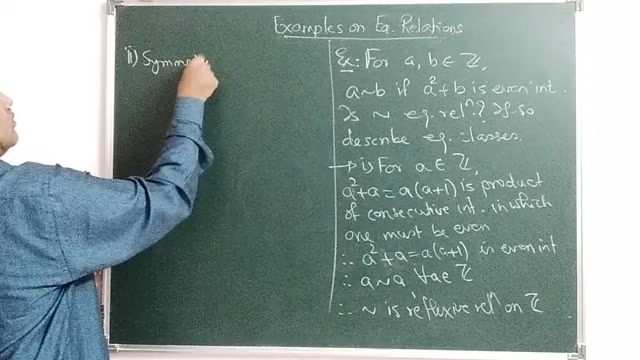 Examples on Eq. Relations
ii) Symme
Ex: For a, b ∈ ℤ,
a~b if a²+b is even int.
Is ~ eq. relⁿ? If so
describe eq. classes.
→ i) For a ∈ ℤ,
a²+a = a(a+1) is product
of consecutive int. in which
one must be even
∴ a²+a = a(a+1) is even int
∴ a~a ∀a∈ℤ
∴ ~ is reflexive relⁿ on ℤ